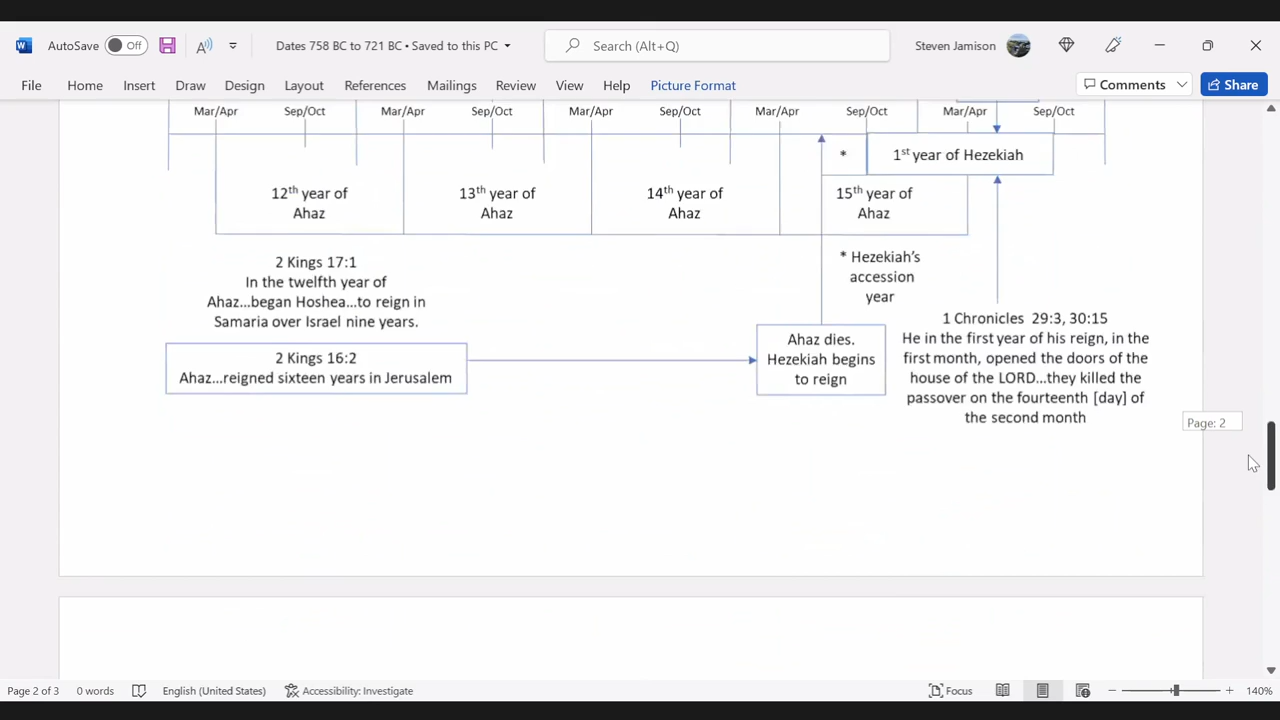 AutoSave Off Dates 758 BC to 721 BC • Saved to this PC Search (Alt+Q) Steven Jamison
File Home Insert Draw Design Layout References Mailings Review View Help Picture Format Comments Share
Mar/Apr Sep/Oct Mar/Apr Sep/Oct Mar/Apr Sep/Oct Mar/Apr Sep/Oct Mar/Apr Sep/Oct
* 1st year of Hezekiah
12th year of
Ahaz
13th year of
Ahaz
14th year of
Ahaz
15th year of
Ahaz
2 Kings 17:1
In the twelfth year of
Ahaz...began Hoshea...to reign in
Samaria over Israel nine years.
* Hezekiah's
accession
year
2 Kings 16:2
Ahaz...reigned sixteen years in Jerusalem
Ahaz dies.
Hezekiah begins
to reign
1 Chronicles 29:3, 30:15
He in the first year of his reign, in the
first month, opened the doors of the
house of the LORD...they killed the
passover on the fourteenth [day] of
the second month
Page: 2
Page 2 of 3 0 words English (United States) Accessibility: Investigate Focus 140%